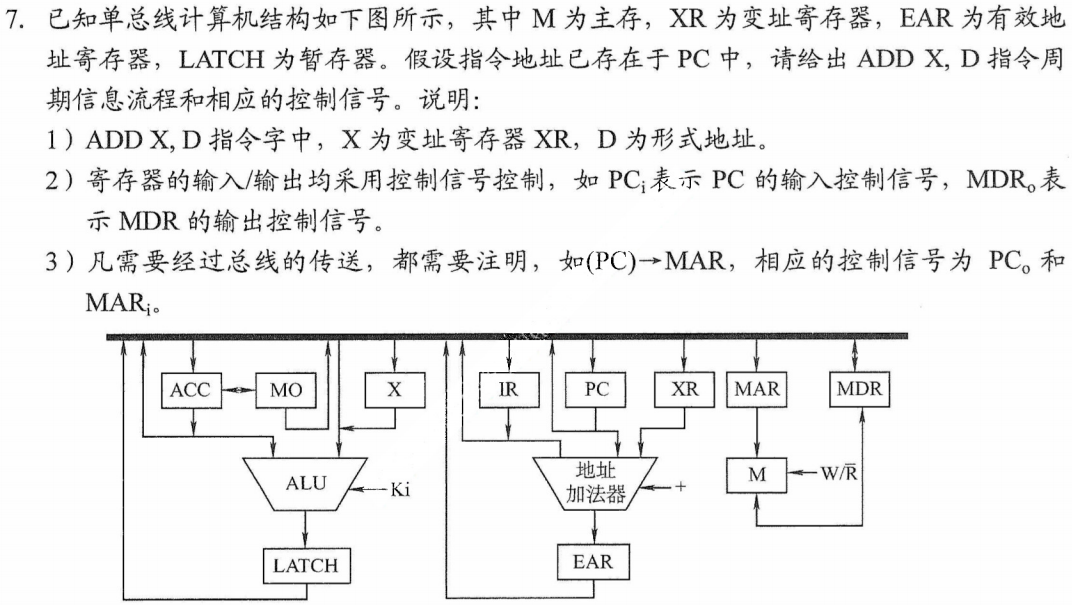 7. 已知单总线计算机结构如下图所示，其中 M 为主存，XR 为变址寄存器，EAR 为有效地
址寄存器，LATCH 为暂存器。假设指令地址已存在于 PC 中，请给出 ADD X, D 指令周
期信息流程和相应的控制信号。说明：
1）ADD X, D 指令字中，X 为变址寄存器 XR，D 为形式地址。
2）寄存器的输入/输出均采用控制信号控制，如 PCi表示 PC 的输入控制信号，MDRo表
示 MDR 的输出控制信号。
3）凡需要经过总线的传送，都需要注明，如(PC)→MAR，相应的控制信号为 PCo 和
MARi。
ACC MO X IR PC XR MAR MDR
ALU Ki 地址 + M W/R̅
加法器
LATCH EAR